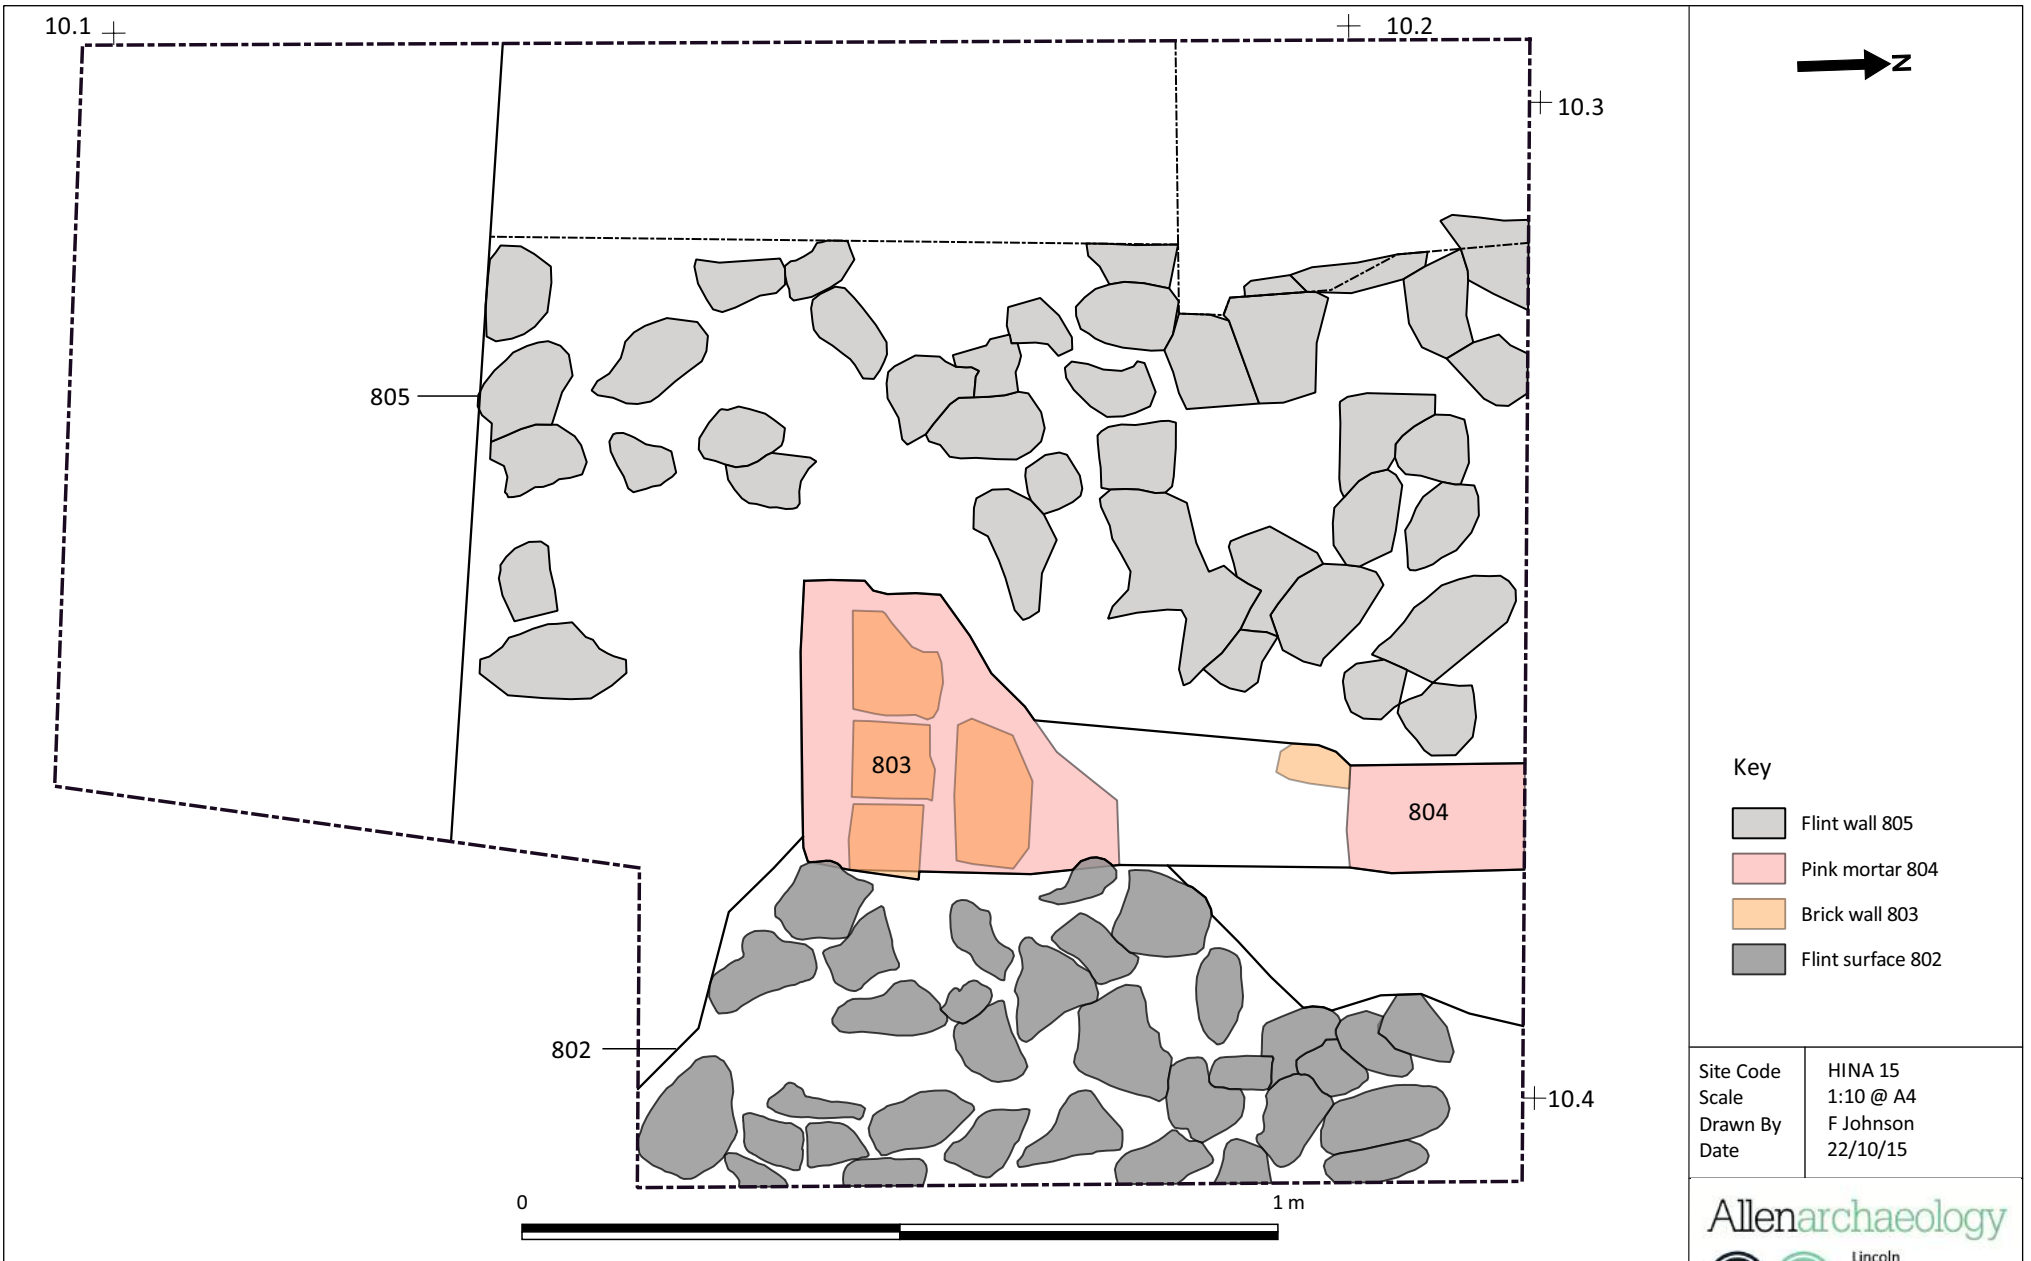 10.1
10.2
N
10.3
805
803
804
802
10.4
0
1 m
Key
Flint wall 805
Pink mortar 804
Brick wall 803
Flint surface 802
Site Code HINA 15
Scale 1:10 @ A4
Drawn By F Johnson
Date 22/10/15
Allenarchaeology
Lincoln